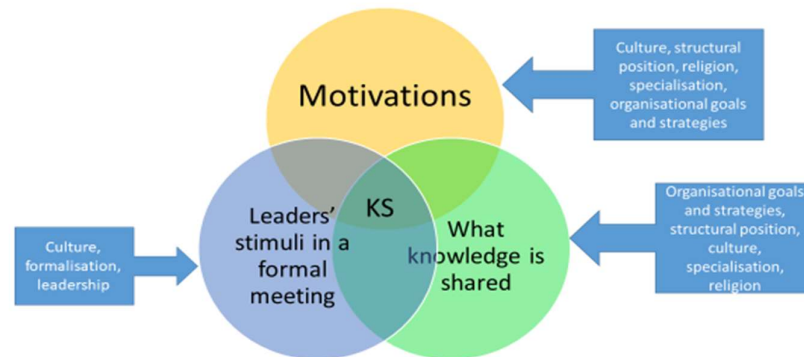 Motivations
Culture, structural
position, religion,
specialisation,
organisational goals
and strategies
KS
Leaders'
stimuli in a
formal
meeting
What
knowledge is
shared
Culture,
formalisation,
leadership
Organisational goals
and strategies,
structural position,
culture,
specialisation,
religion